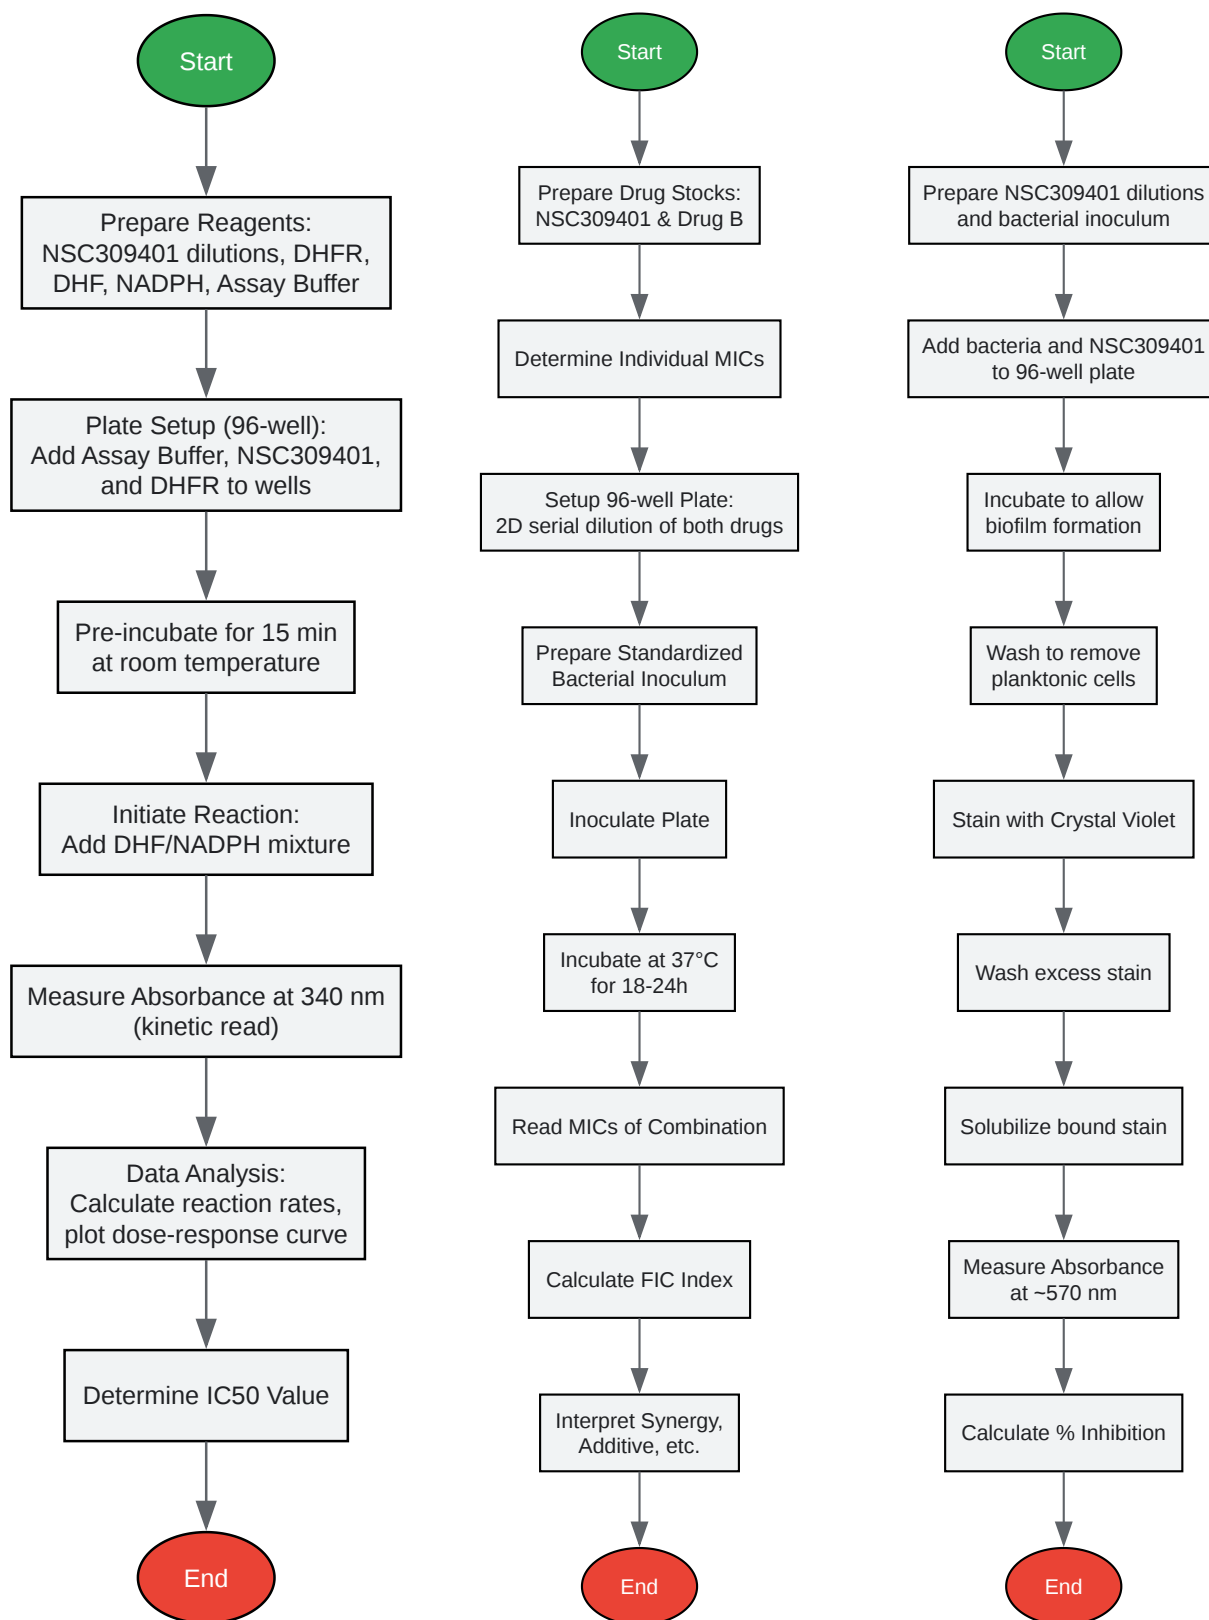 Start
Prepare Reagents:
NSC309401 dilutions, DHFR,
DHF, NADPH, Assay Buffer
Plate Setup (96-well):
Add Assay Buffer, NSC309401,
and DHFR to wells
Pre-incubate for 15 min
at room temperature
Initiate Reaction:
Add DHF/NADPH mixture
Measure Absorbance at 340 nm
(kinetic read)
Data Analysis:
Calculate reaction rates,
plot dose-response curve
Determine IC50 Value
End
Start
Prepare Drug Stocks:
NSC309401 & Drug B
Determine Individual MICs
Setup 96-well Plate:
2D serial dilution of both drugs
Prepare Standardized
Bacterial Inoculum
Inoculate Plate
Incubate at 37°C
for 18-24h
Read MICs of Combination
Calculate FIC Index
Interpret Synergy,
Additive, etc.
End
Start
Prepare NSC309401 dilutions
and bacterial inoculum
Add bacteria and NSC309401
to 96-well plate
Incubate to allow
biofilm formation
Wash to remove
planktonic cells
Stain with Crystal Violet
Wash excess stain
Solubilize bound stain
Measure Absorbance
at ~570 nm
Calculate % Inhibition
End